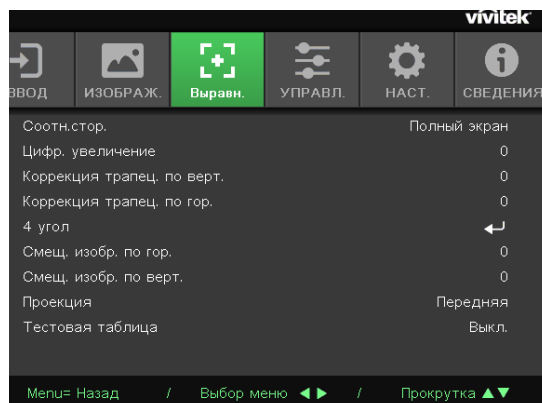 vivitek
ВВОД ИЗОБРАЖ. Выравн. УПРАВЛ. НАСТ. СВЕДЕНИЯ
Соотн.стор. Полный экран
Цифр. увеличение 0
Коррекция трапец. по верт. 0
Коррекция трапец. по гор. 0
4 угол
Смещ. изобр. по гор. 0
Смещ. изобр. по верт. 0
Проекция Передняя
Тестовая таблица Выкл.
Menu= Назад / Выбор меню ◀▶ / Прокрутка ▲▼